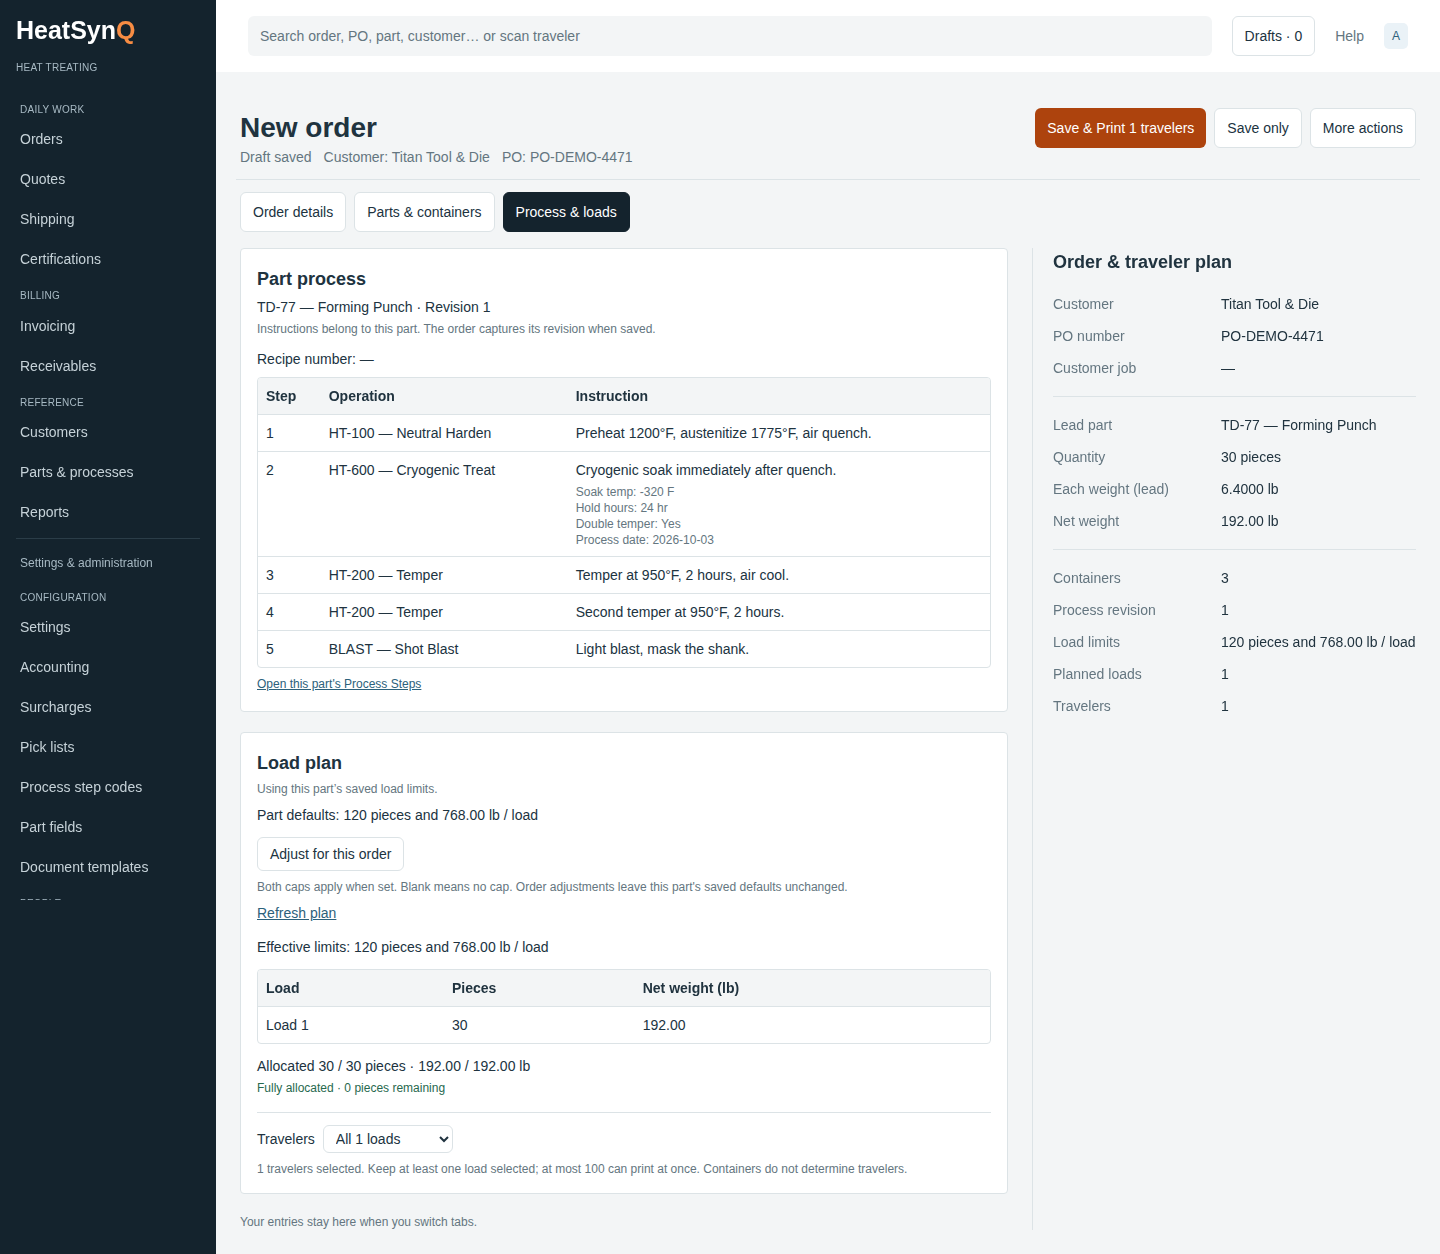 HeatSynQ
HEAT TREATING
DAILY WORK
Orders
Quotes
Shipping
Certifications
BILLING
Invoicing
Receivables
REFERENCE
Customers
Parts & processes
Reports
Settings & administration
CONFIGURATION
Settings
Accounting
Surcharges
Pick lists
Process step codes
Part fields
Document templates
Search order, PO, part, customer… or scan traveler
Drafts · 0
Help
A
New order
Draft saved Customer: Titan Tool & Die PO: PO-DEMO-4471
Save & Print 1 travelers
Save only
More actions
Order details
Parts & containers
Process & loads
Part process
TD-77 — Forming Punch · Revision 1
Instructions belong to this part. The order captures its revision when saved.
Recipe number: —
Step Operation Instruction
1 HT-100 — Neutral Harden Preheat 1200°F, austenitize 1775°F, air quench.
2 HT-600 — Cryogenic Treat Cryogenic soak immediately after quench.
Soak temp: -320 F
Hold hours: 24 hr
Double temper: Yes
Process date: 2026-10-03
3 HT-200 — Temper Temper at 950°F, 2 hours, air cool.
4 HT-200 — Temper Second temper at 950°F, 2 hours.
5 BLAST — Shot Blast Light blast, mask the shank.
Open this part's Process Steps
Load plan
Using this part's saved load limits.
Part defaults: 120 pieces and 768.00 lb / load
Adjust for this order
Both caps apply when set. Blank means no cap. Order adjustments leave this part's saved defaults unchanged.
Refresh plan
Effective limits: 120 pieces and 768.00 lb / load
Load Pieces Net weight (lb)
Load 1 30 192.00
Allocated 30 / 30 pieces · 192.00 / 192.00 lb
Fully allocated · 0 pieces remaining
Travelers All 1 loads
1 travelers selected. Keep at least one load selected; at most 100 can print at once. Containers do not determine travelers.
Your entries stay here when you switch tabs.
Order & traveler plan
Customer Titan Tool & Die
PO number PO-DEMO-4471
Customer job —
Lead part TD-77 — Forming Punch
Quantity 30 pieces
Each weight (lead) 6.4000 lb
Net weight 192.00 lb
Containers 3
Process revision 1
Load limits 120 pieces and 768.00 lb / load
Planned loads 1
Travelers 1